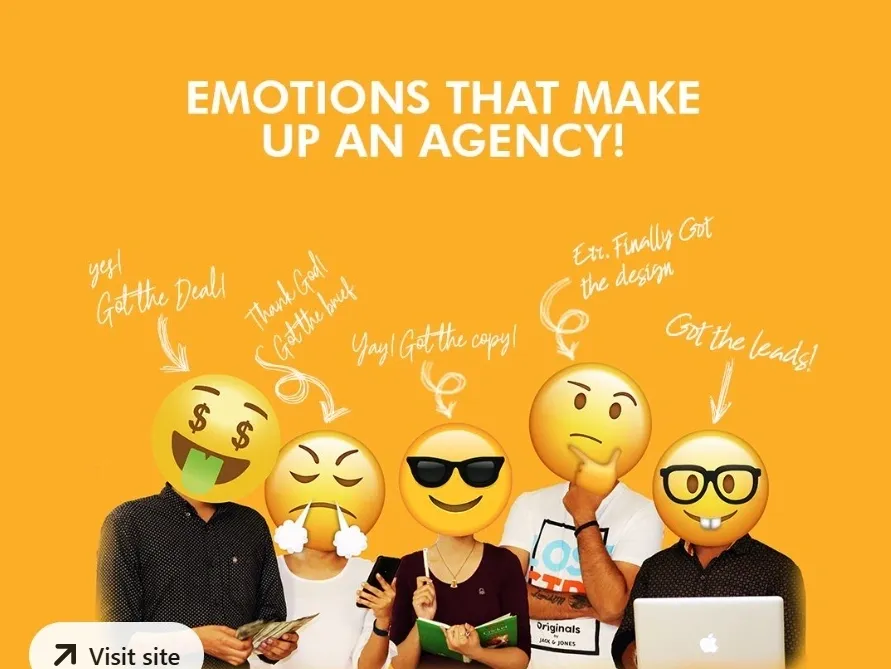 EMOTIONS THAT MAKE
UP AN AGENCY!
yes!
Got the Deal!
Thank God!
Got the brief
Yay! Got the copy!
Finally Got
the design
Got the leads!
Originals
JACK & JONES
Visit site